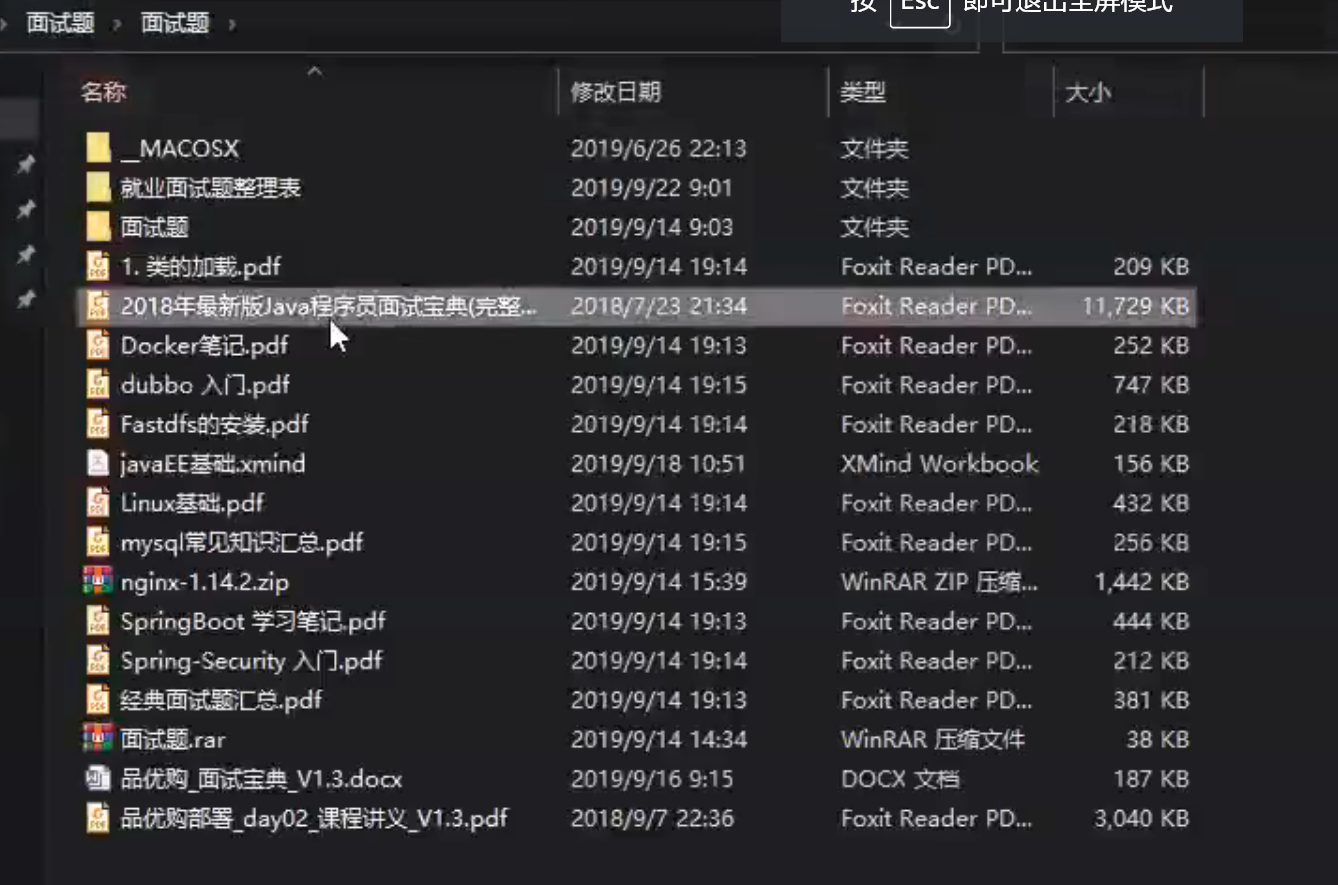 按 Esc 即可退出全屏模式
面试题 › 面试题 ›
名称 修改日期 类型 大小
__MACOSX 2019/6/26 22:13 文件夹
就业面试题整理表 2019/9/22 9:01 文件夹
面试题 2019/9/14 9:03 文件夹
1. 类的加载.pdf 2019/9/14 19:14 Foxit Reader PD... 209 KB
2018年最新版Java程序员面试宝典(完整... 2018/7/23 21:34 Foxit Reader PD... 11,729 KB
Docker笔记.pdf 2019/9/14 19:13 Foxit Reader PD... 252 KB
dubbo 入门.pdf 2019/9/14 19:15 Foxit Reader PD... 747 KB
Fastdfs的安装.pdf 2019/9/14 19:14 Foxit Reader PD... 218 KB
javaEE基础.xmind 2019/9/18 10:51 XMind Workbook 156 KB
Linux基础.pdf 2019/9/14 19:14 Foxit Reader PD... 432 KB
mysql常见知识汇总.pdf 2019/9/14 19:15 Foxit Reader PD... 256 KB
nginx-1.14.2.zip 2019/9/14 15:39 WinRAR ZIP 压缩... 1,442 KB
SpringBoot 学习笔记.pdf 2019/9/14 19:13 Foxit Reader PD... 444 KB
Spring-Security 入门.pdf 2019/9/14 19:14 Foxit Reader PD... 212 KB
经典面试题汇总.pdf 2019/9/14 19:13 Foxit Reader PD... 381 KB
面试题.rar 2019/9/14 14:34 WinRAR 压缩文件 38 KB
品优购_面试宝典_V1.3.docx 2019/9/16 9:15 DOCX 文档 187 KB
品优购部署_day02_课程讲义_V1.3.pdf 2018/9/7 22:36 Foxit Reader PD... 3,040 KB